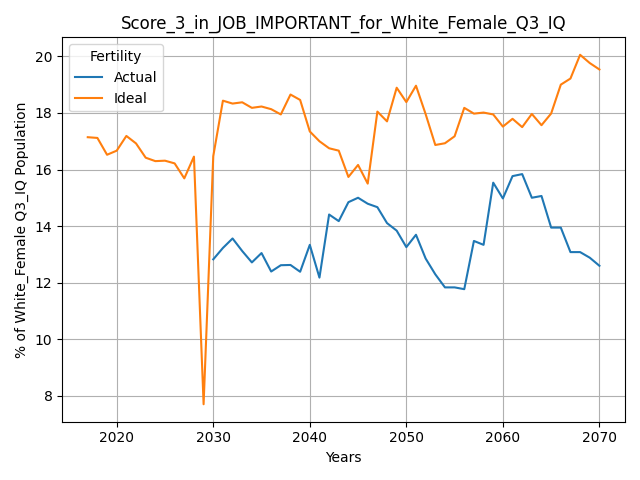 Score_3_in_JOB_IMPORTANT_for_White_Female_Q3_IQ
Fertility
Actual
Ideal
% of White_Female Q3_IQ Population
20
18
16
14
12
10
8
2020 2030 2040 2050 2060 2070
Years